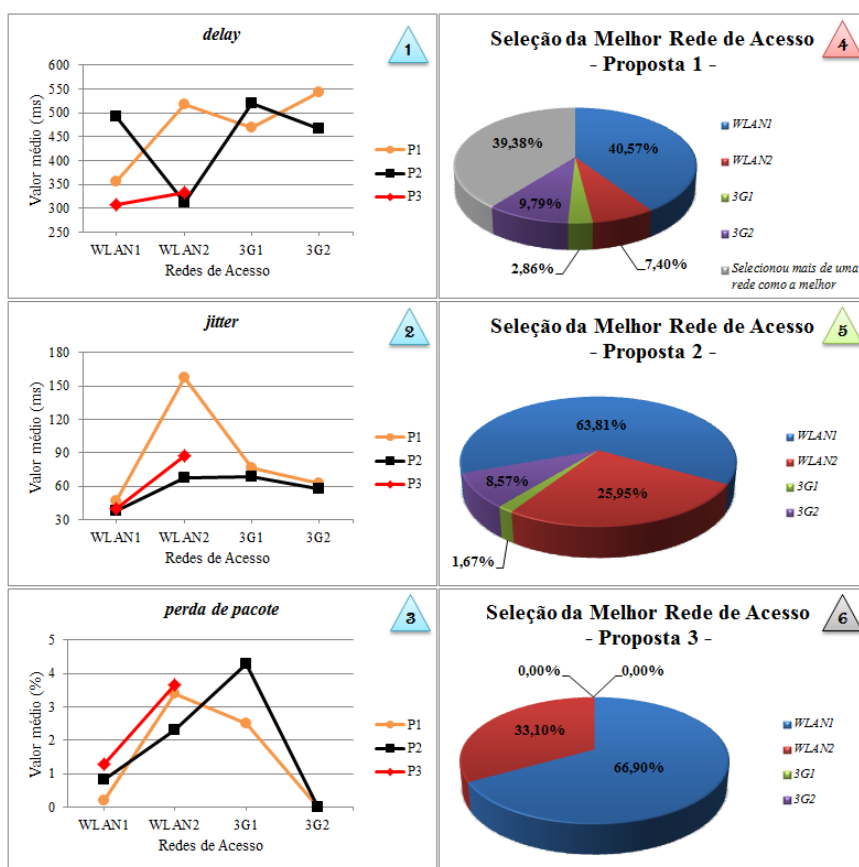 delay
1
Valor médio (ms)
600
550
500
450
400
350
300
250
WLAN1 WLAN2 3G1 3G2
Redes de Acesso
P1
P2
P3
Seleção da Melhor Rede de Acesso
- Proposta 1 -
4
39,38%
40,57%
9,79%
2,86%
7,40%
WLAN1
WLAN2
3G1
3G2
Selecionou mais de uma
rede como a melhor
jitter
2
Valor médio (ms)
180
150
120
90
60
30
WLAN1 WLAN2 3G1 3G2
Redes de Acesso
P1
P2
P3
Seleção da Melhor Rede de Acesso
- Proposta 2 -
5
63,81%
8,57%
25,95%
1,67%
WLAN1
WLAN2
3G1
3G2
perda de pacote
3
Valor médio (%)
5
4
3
2
1
0
WLAN1 WLAN2 3G1 3G2
Redes de Acesso
P1
P2
P3
Seleção da Melhor Rede de Acesso
- Proposta 3 -
6
0,00% 0,00%
33,10%
66,90%
WLAN1
WLAN2
3G1
3G2